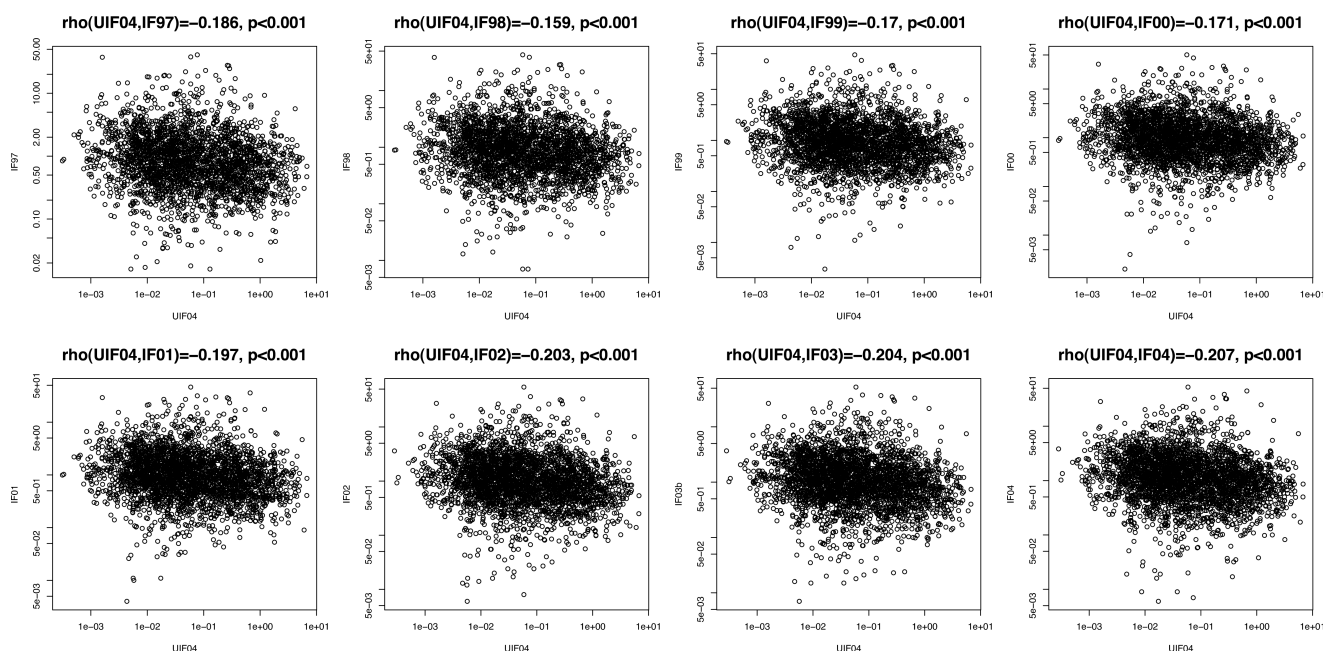 rho(UIF04,IF97)=−0.186, p<0.001
IF97
50.00
10.00
2.00
0.50
0.10
0.02
1e−03 1e−02 1e−01 1e+00 1e+01
UIF04
rho(UIF04,IF98)=−0.159, p<0.001
IF98
5e+01
5e+00
5e−01
5e−02
5e−03
1e−03 1e−02 1e−01 1e+00 1e+01
UIF04
rho(UIF04,IF99)=−0.17, p<0.001
IF99
5e+01
5e+00
5e−01
5e−02
5e−03
1e−03 1e−02 1e−01 1e+00 1e+01
UIF04
rho(UIF04,IF00)=−0.171, p<0.001
IF00
5e+01
5e+00
5e−01
5e−02
5e−03
1e−03 1e−02 1e−01 1e+00 1e+01
UIF04
rho(UIF04,IF01)=−0.197, p<0.001
IF01
5e+01
5e+00
5e−01
5e−02
5e−03
1e−03 1e−02 1e−01 1e+00 1e+01
UIF04
rho(UIF04,IF02)=−0.203, p<0.001
IF02
5e+01
5e+00
5e−01
5e−02
5e−03
1e−03 1e−02 1e−01 1e+00 1e+01
UIF04
rho(UIF04,IF03)=−0.204, p<0.001
IF03b
5e+01
5e+00
5e−01
5e−02
5e−03
1e−03 1e−02 1e−01 1e+00 1e+01
UIF04
rho(UIF04,IF04)=−0.207, p<0.001
IF04
5e+01
5e+00
5e−01
5e−02
5e−03
1e−03 1e−02 1e−01 1e+00 1e+01
UIF04